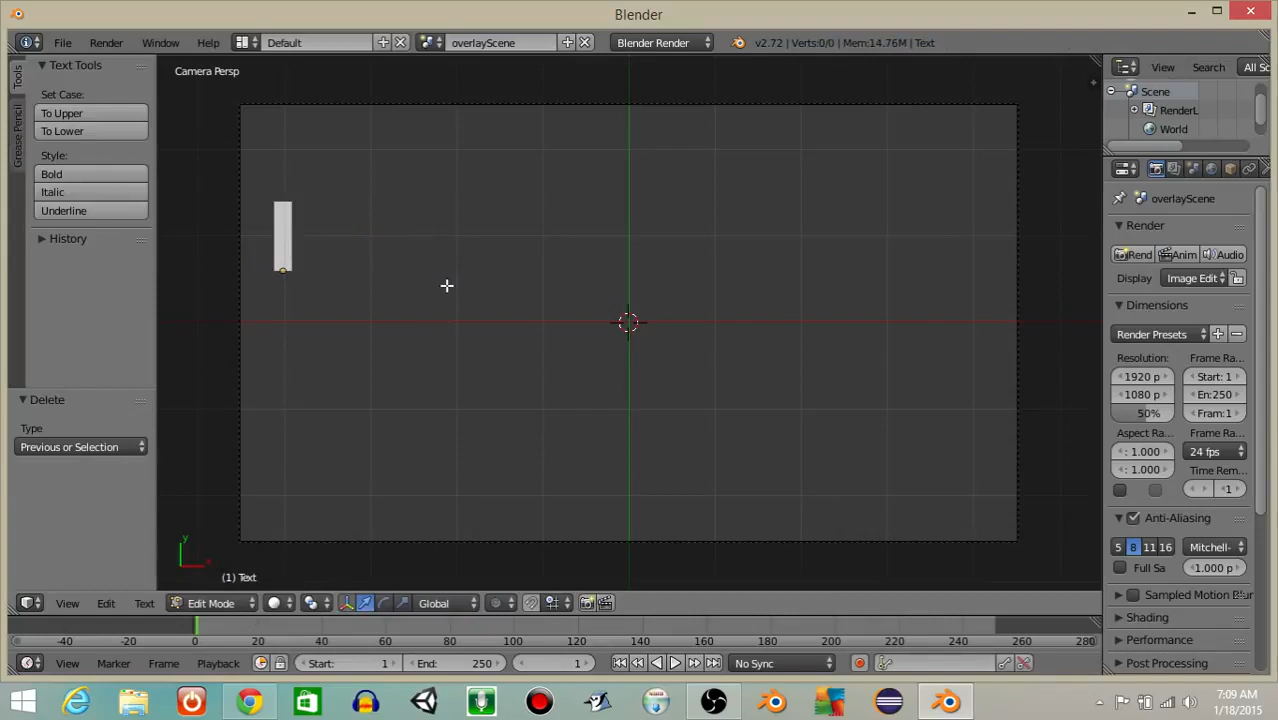 Blender
File Render Window Help Default overlayScene Blender Render v2.72 | Verts:0/0 | Mem:14.76M | Text View Search All Sc
Tools
Grease Pencil
Text Tools
Set Case:
To Upper
To Lower
Style:
Bold
Italic
Underline
History
Delete
Type
Previous or Selection
Camera Persp
y
x
(1) Text
View Edit Text Edit Mode Global
-40 -20 0 20 40 60 80 100 120 140 160 180 200 220 240 260 280
View Marker Frame Playback Start: 1 End: 250 1 No Sync
Scene
RenderL
World
overlayScene
Render
Rend Anim Audio
Display Image Edit
Dimensions
Render Presets
Resolution: Frame Ra...
1920 p Start: 1
1080 p En:250
50% Fram:1
Aspect Ra... Frame Ra...
: 1.000 24 fps
: 1.000 Time Rem...
1
Anti-Aliasing
5 8 11 16 Mitchell-
Full Sa 1.000 p
Sampled Motion Blur
Shading
Performance
Post Processing
7:09 AM
1/18/2015